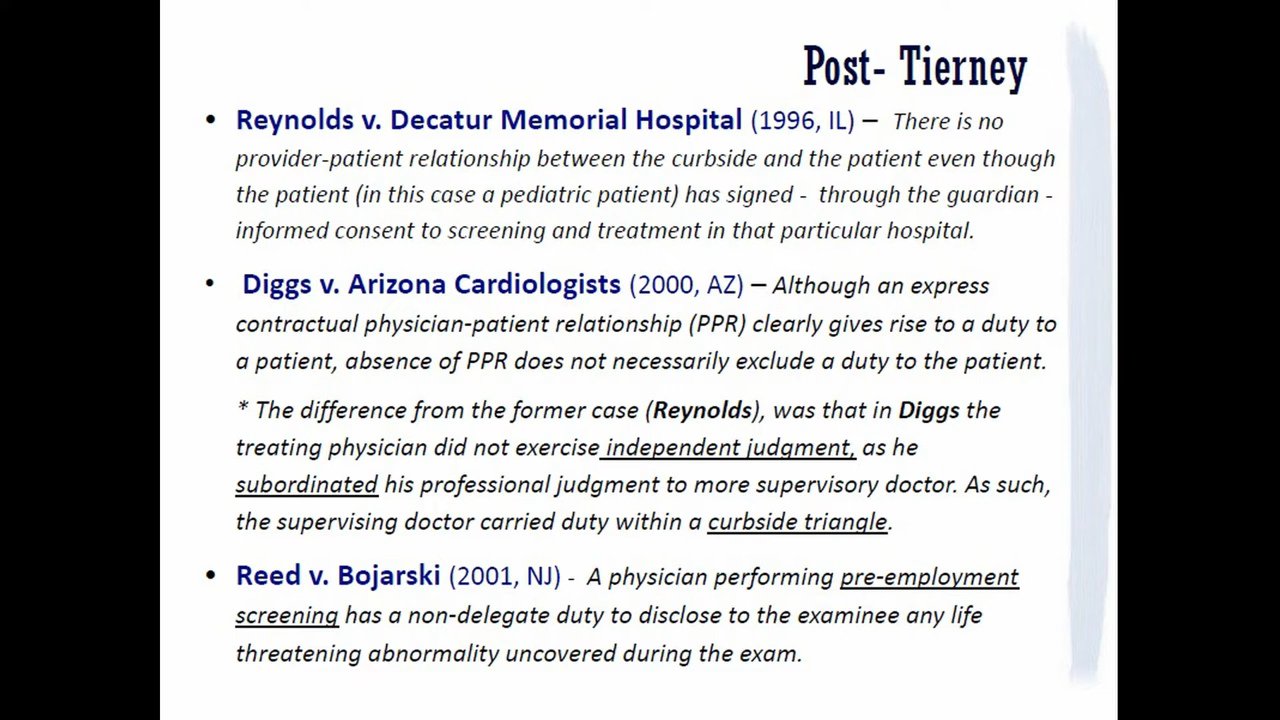 Post- Tierney
• Reynolds v. Decatur Memorial Hospital (1996, IL) – There is no
provider-patient relationship between the curbside and the patient even though
the patient (in this case a pediatric patient) has signed - through the guardian -
informed consent to screening and treatment in that particular hospital.
• Diggs v. Arizona Cardiologists (2000, AZ) – Although an express
contractual physician-patient relationship (PPR) clearly gives rise to a duty to
a patient, absence of PPR does not necessarily exclude a duty to the patient.
* The difference from the former case (Reynolds), was that in Diggs the
treating physician did not exercise independent judgment, as he
subordinated his professional judgment to more supervisory doctor. As such,
the supervising doctor carried duty within a curbside triangle.
• Reed v. Bojarski (2001, NJ) - A physician performing pre-employment
screening has a non-delegate duty to disclose to the examinee any life
threatening abnormality uncovered during the exam.